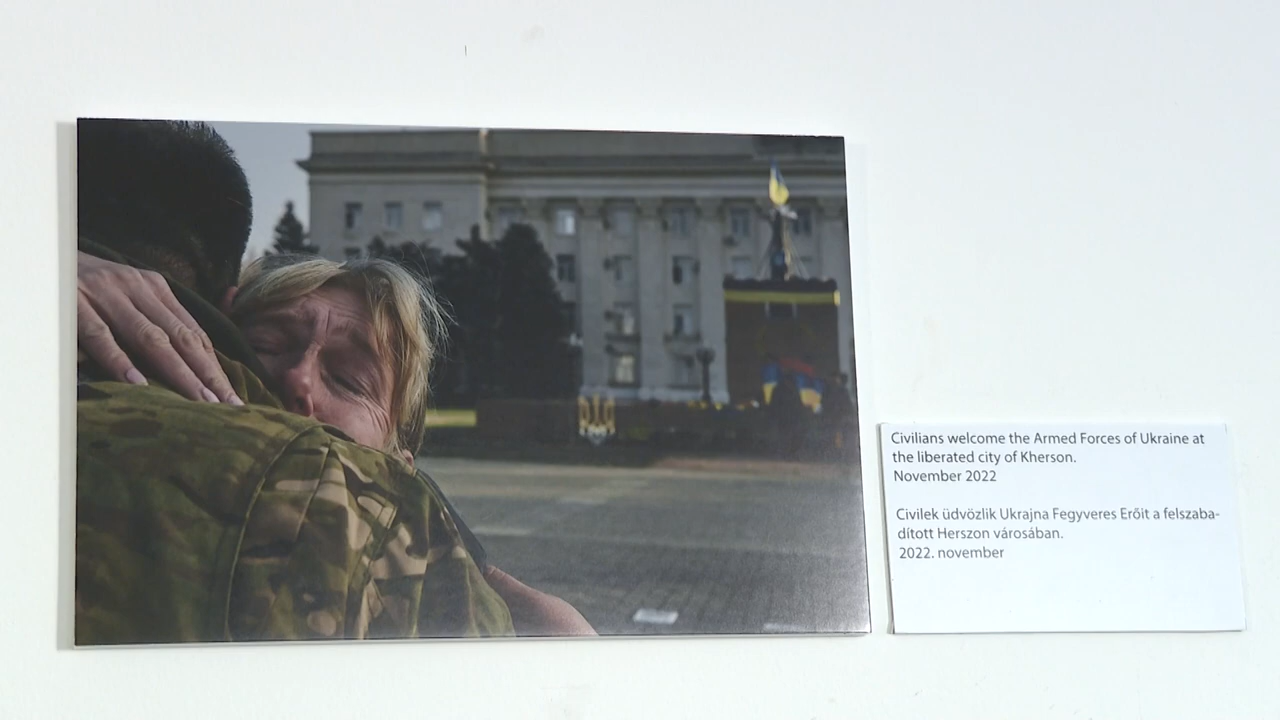 Civilians welcome the Armed Forces of Ukraine at
the liberated city of Kherson.
November 2022
Civilek üdvözlik Ukrajna Fegyveres Erőit a felszaba-
dított Herszon városában.
2022. november